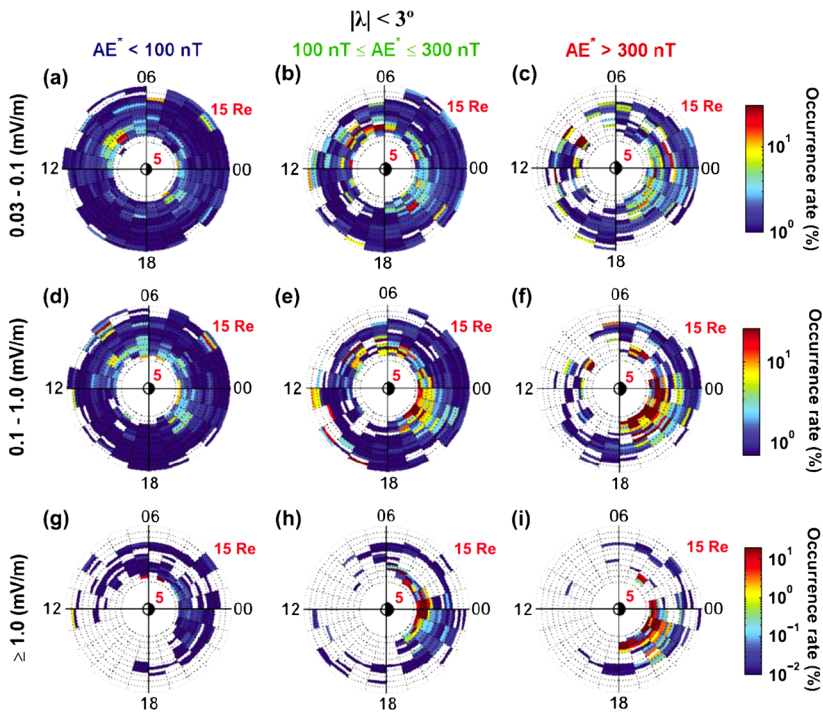 |λ| < 3º
AE* < 100 nT
100 nT ≤ AE* ≤ 300 nT
AE* > 300 nT
(a) 06 15 Re 12 5 00 18
(b) 06 15 Re 12 5 00 18
(c) 06 15 Re 12 5 00 18
0.03 - 0.1 (mV/m)
10¹
10⁰
Occurrence rate (%)
(d) 06 15 Re 12 5 00 18
(e) 06 15 Re 12 5 00 18
(f) 06 15 Re 12 5 00 18
0.1 - 1.0 (mV/m)
10¹
10⁰
Occurrence rate (%)
(g) 06 15 Re 12 5 00 18
(h) 06 15 Re 12 5 00 18
(i) 06 15 Re 12 5 00 18
≥ 1.0 (mV/m)
10¹
10⁰
10⁻¹
10⁻²
Occurrence rate (%)